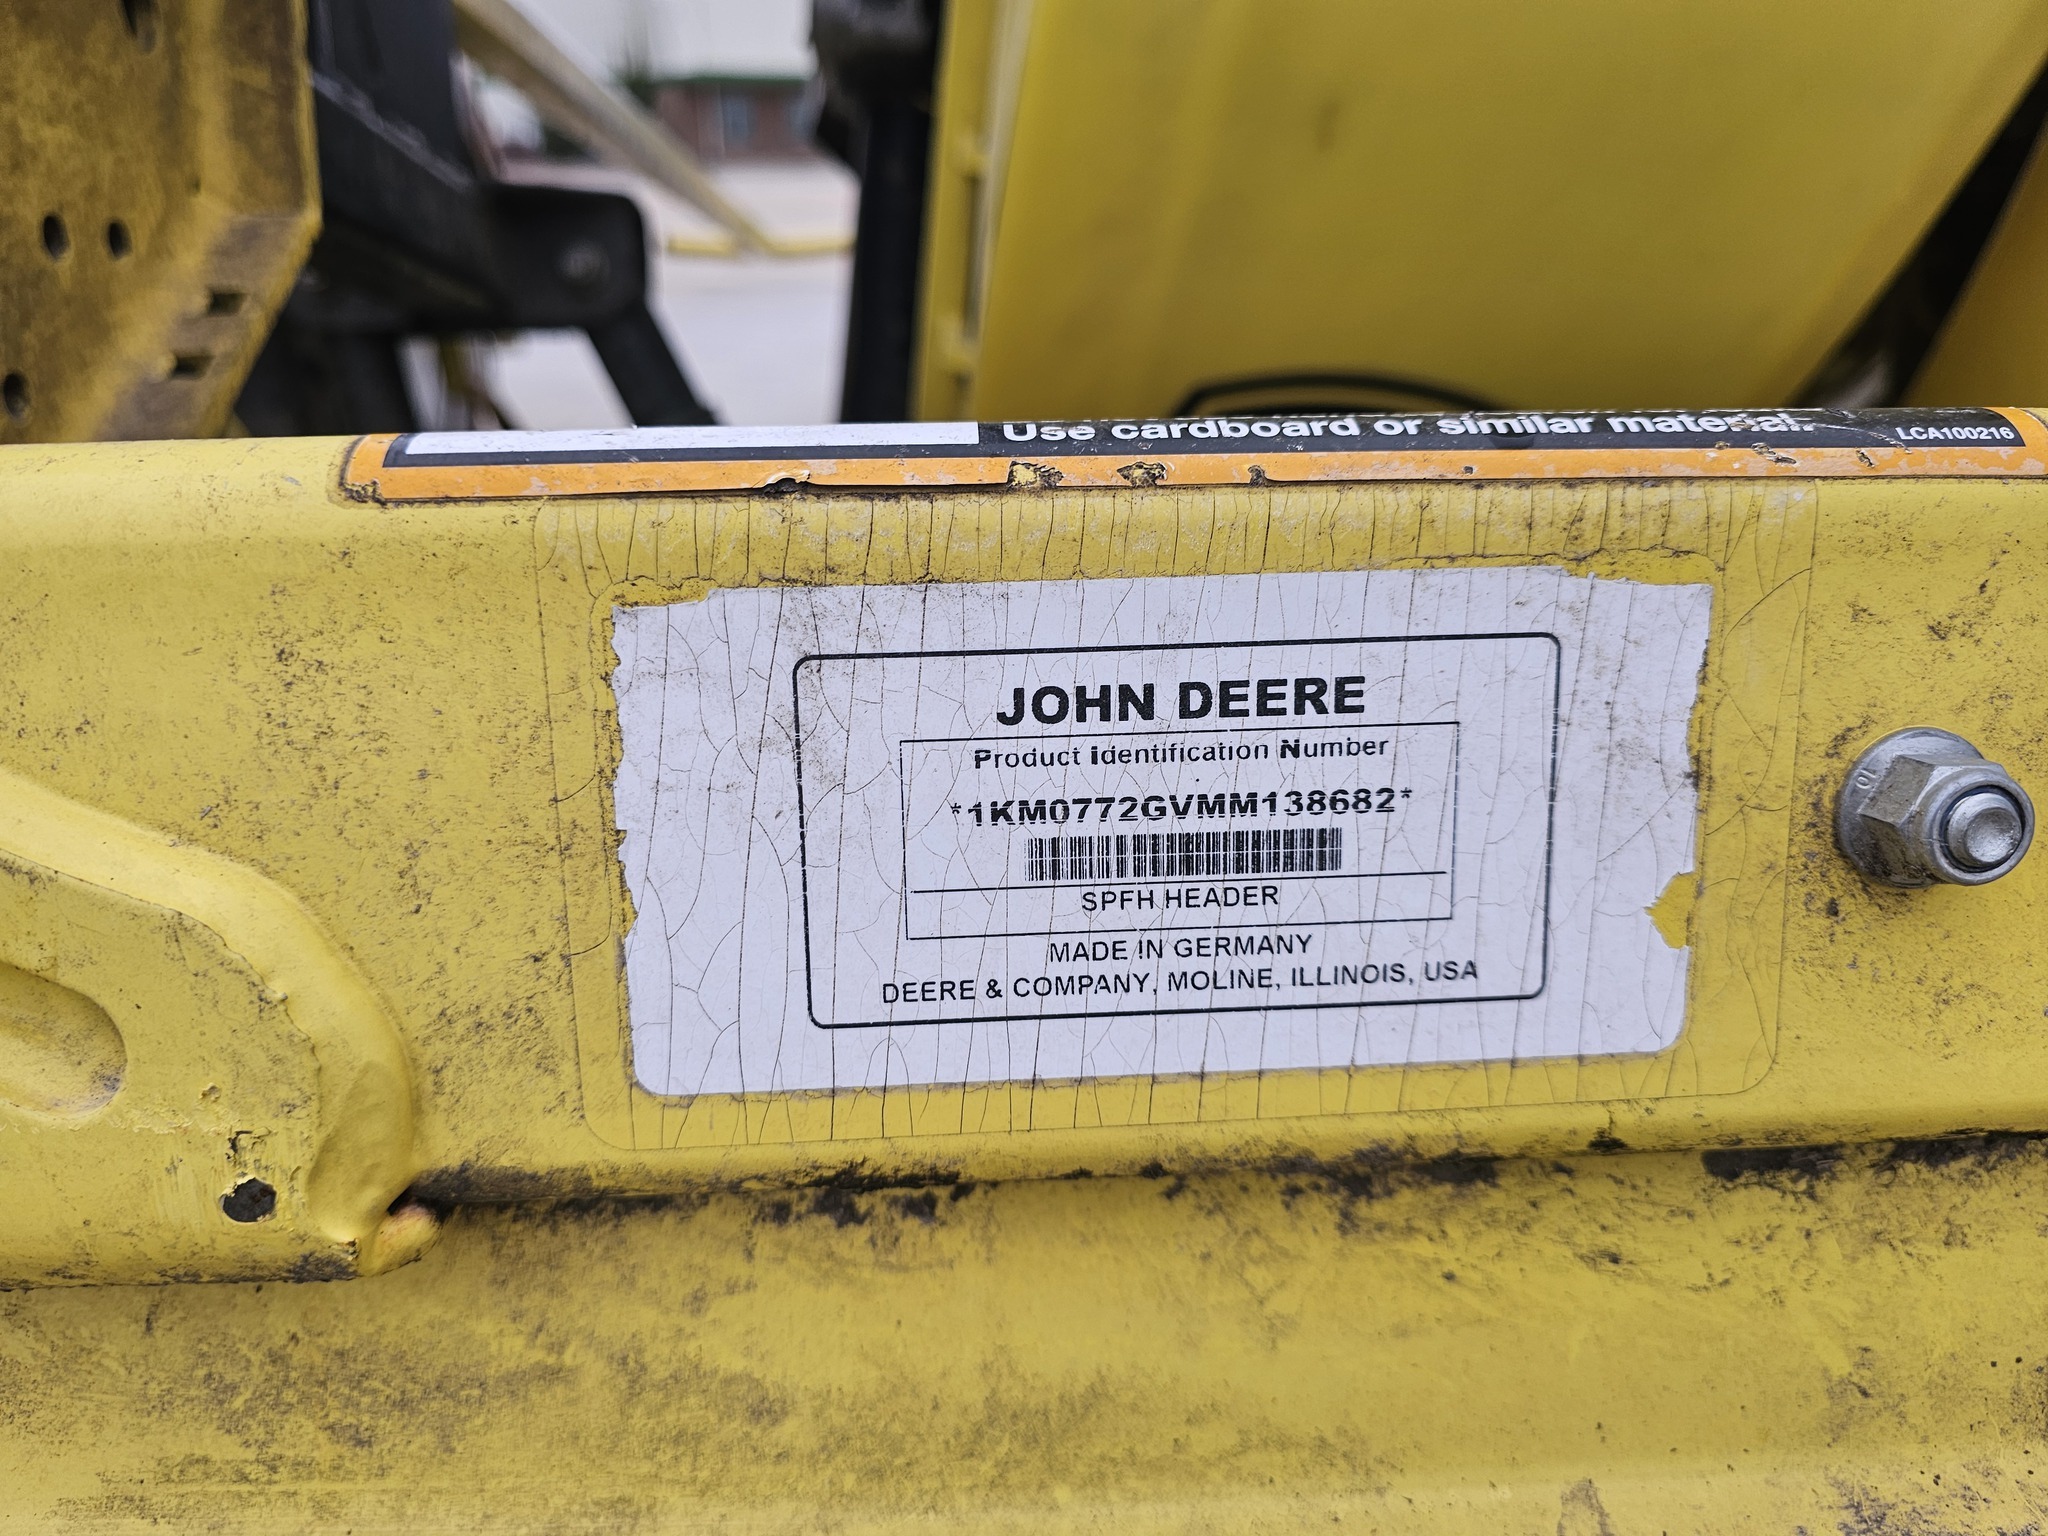 Use cardboard or similar material.
LCA100216
JOHN DEERE
Product Identification Number
*1KM0772GVMM138682*
SPFH HEADER
MADE IN GERMANY
DEERE & COMPANY, MOLINE, ILLINOIS, USA
10